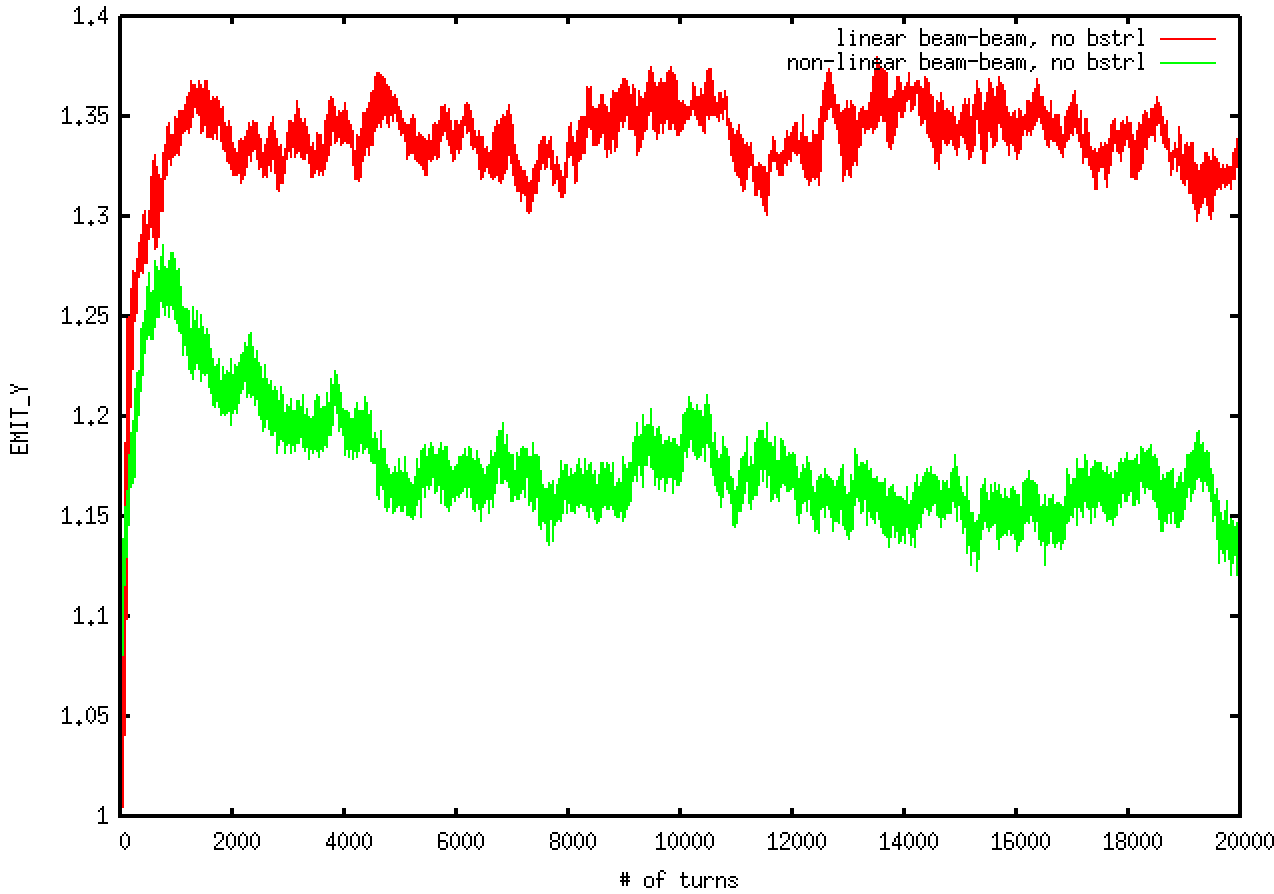 1.4
linear beam-beam, no bstrl
non-linear beam-beam, no bstrl
1.35
1.3
1.25
1.2
EMIT_Y
1.15
1.1
1.05
1
0 2000 4000 6000 8000 10000 12000 14000 16000 18000 20000
# of turns